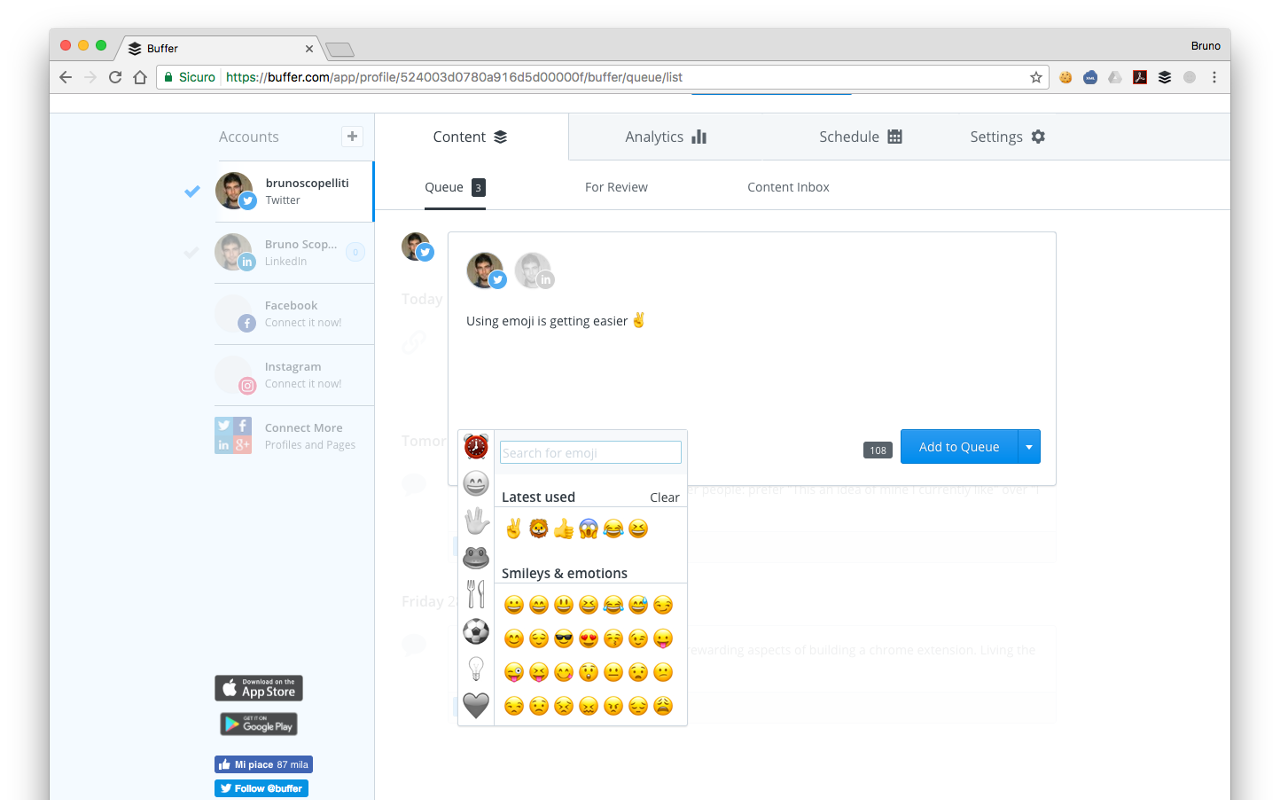 Buffer
Bruno
Sicuro https://buffer.com/app/profile/524003d0780a916d5d00000f/buffer/queue/list
Accounts +
Content
Analytics
Schedule
Settings
brunoscopelliti
Twitter
Queue 3
For Review
Content Inbox
Bruno Scop...
LinkedIn
0
Today
Facebook
Connect it now!
Using emoji is getting easier ✌
Instagram
Connect it now!
Connect More
Profiles and Pages
Tomor
108
Add to Queue
Search for emoji
er people: prefer "This an idea of mine I currently like" over "I
Latest used
Clear
Smileys & emotions
Friday 2
rewarding aspects of building a chrome extension. Living the
Download on the
App Store
GET IT ON
Google Play
Mi piace 87 mila
Follow @buffer